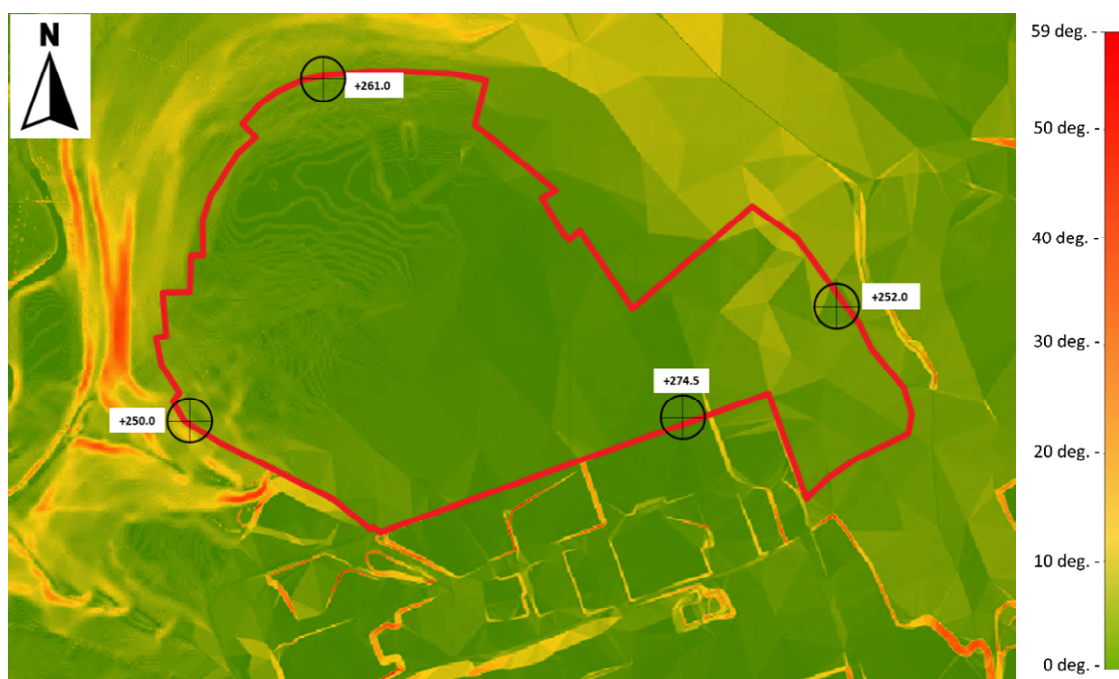 N
+261.0
+252.0
+274.5
+250.0
59 deg. -
50 deg. -
40 deg. -
30 deg. -
20 deg. -
10 deg. -
0 deg. -